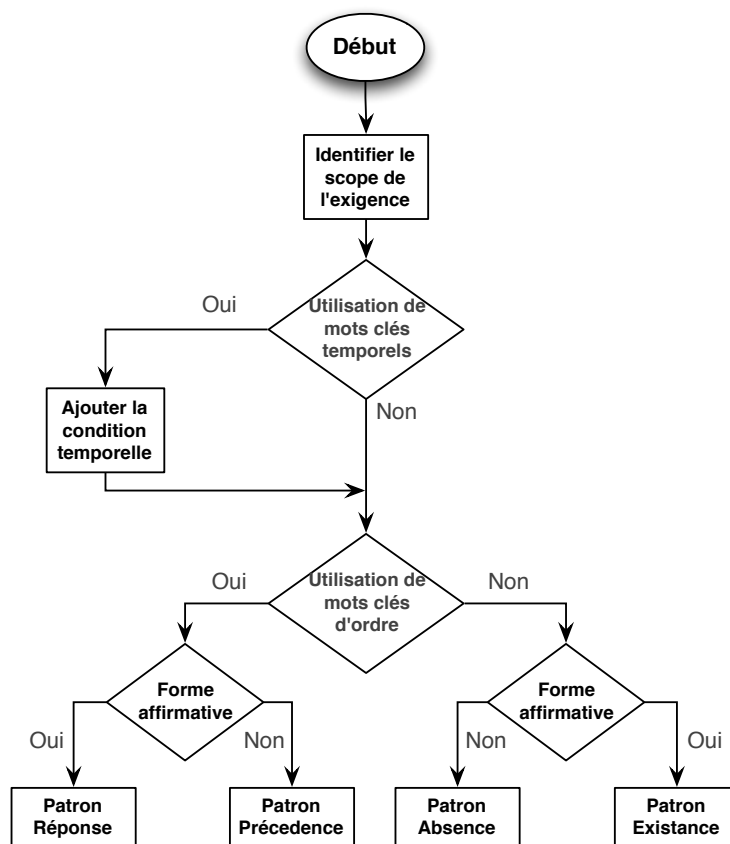 Début
Identifier le
scope de
l'exigence
Oui
Utilisation de
mots clés
temporels
Ajouter la
condition
temporelle
Non
Oui
Utilisation de
mots clés
d'ordre
Non
Forme
affirmative
Forme
affirmative
Oui
Non
Non
Oui
Patron
Réponse
Patron
Précedence
Patron
Absence
Patron
Existance